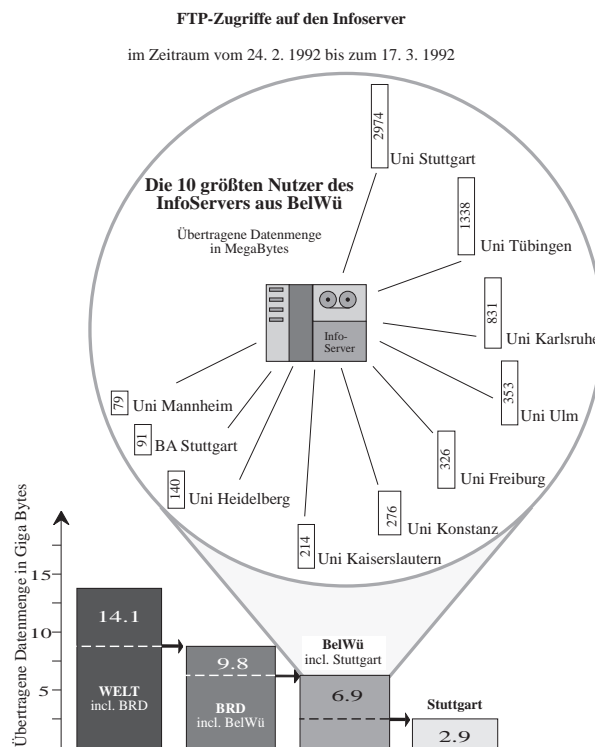 FTP-Zugriffe auf den Infoserver
im Zeitraum vom 24. 2. 1992 bis zum 17. 3. 1992
2974
Uni Stuttgart
Die 10 größten Nutzer des
InfoServers aus BelWü
Übertragene Datenmenge
in MegaBytes
1338
Uni Tübingen
831
Uni Karlsruhe
Info-
Server
353
Uni Ulm
79
Uni Mannheim
91
BA Stuttgart
326
Uni Freiburg
140
Uni Heidelberg
276
Uni Konstanz
214
Uni Kaiserslautern
Übertragene Datenmenge in Giga Bytes
15
10
5
14.1
WELT
incl. BRD
9.8
BRD
incl. BelWü
BelWü
incl. Stuttgart
6.9
Stuttgart
2.9